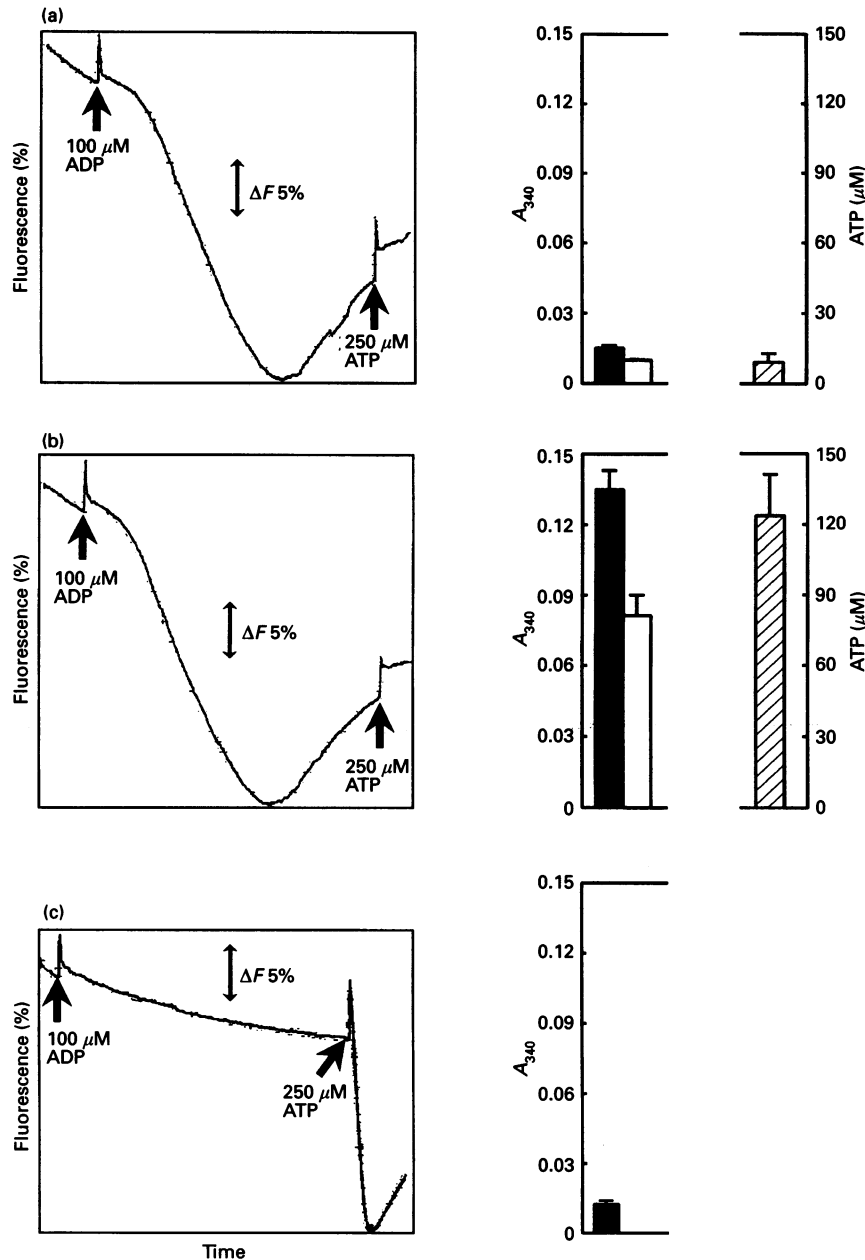 (a)
Fluorescence (%)
100 μM
ADP
ΔF 5%
250 μM
ATP
A340
0.15
0.12
0.09
0.06
0.03
0
150
120
90
60
30
0
ATP (μM)
(b)
Fluorescence (%)
100 μM
ADP
ΔF 5%
250 μM
ATP
A340
0.15
0.12
0.09
0.06
0.03
0
150
120
90
60
30
0
ATP (μM)
(c)
Fluorescence (%)
100 μM
ADP
ΔF 5%
250 μM
ATP
Time
A340
0.15
0.12
0.09
0.06
0.03
0